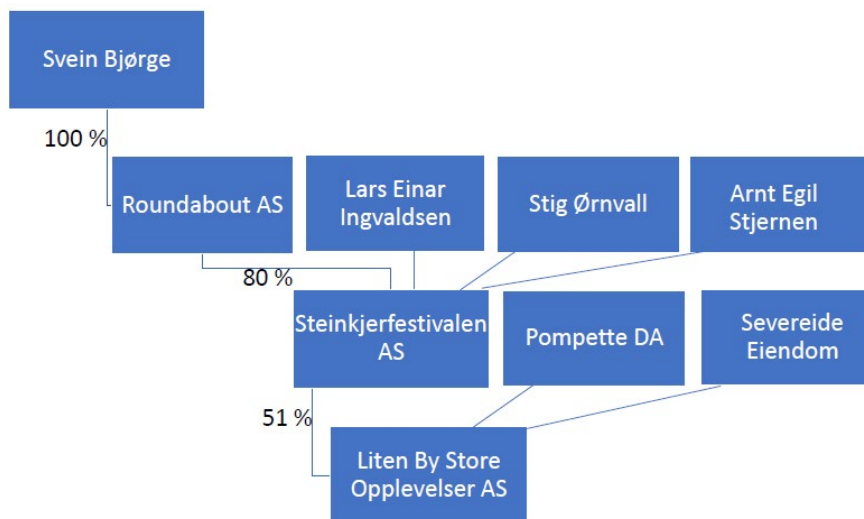 Svein Bjørge
100 %
Roundabout AS
Lars Einar
Ingvaldsen
Stig Ørnvall
Arnt Egil
Stjernen
80 %
Steinkjerfestivalen
AS
Pompette DA
Severeide
Eiendom
51 %
Liten By Store
Opplevelser AS